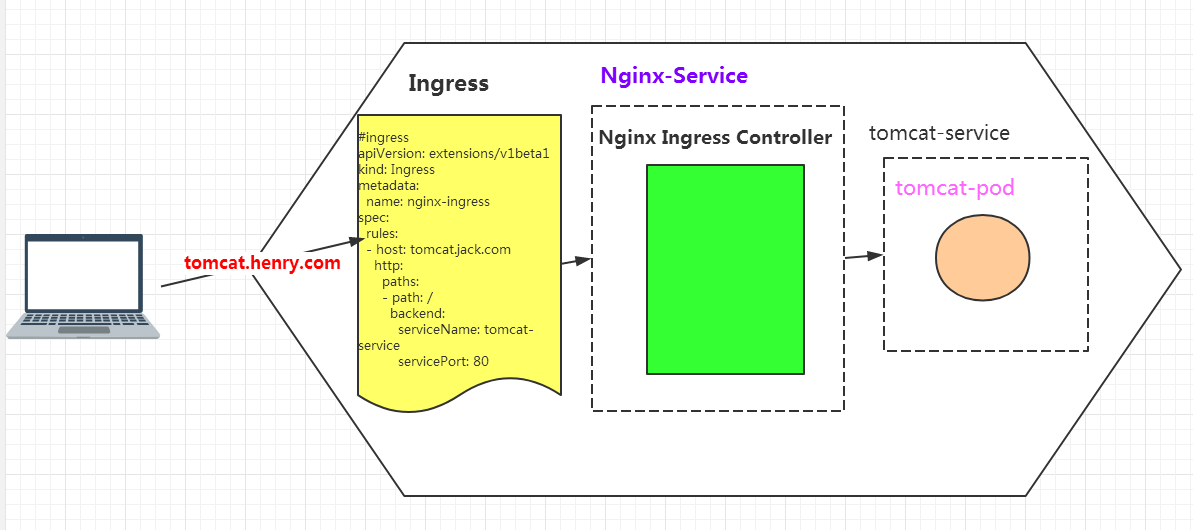 Ingress
Nginx-Service
#ingress
apiVersion: extensions/v1beta1
kind: Ingress
metadata:
  name: nginx-ingress
spec:
  rules:
  - host: tomcat.jack.com
    http:
      paths:
      - path: /
        backend:
          serviceName: tomcat-
service
          servicePort: 80
Nginx Ingress Controller
tomcat-service
tomcat-pod
tomcat.henry.com